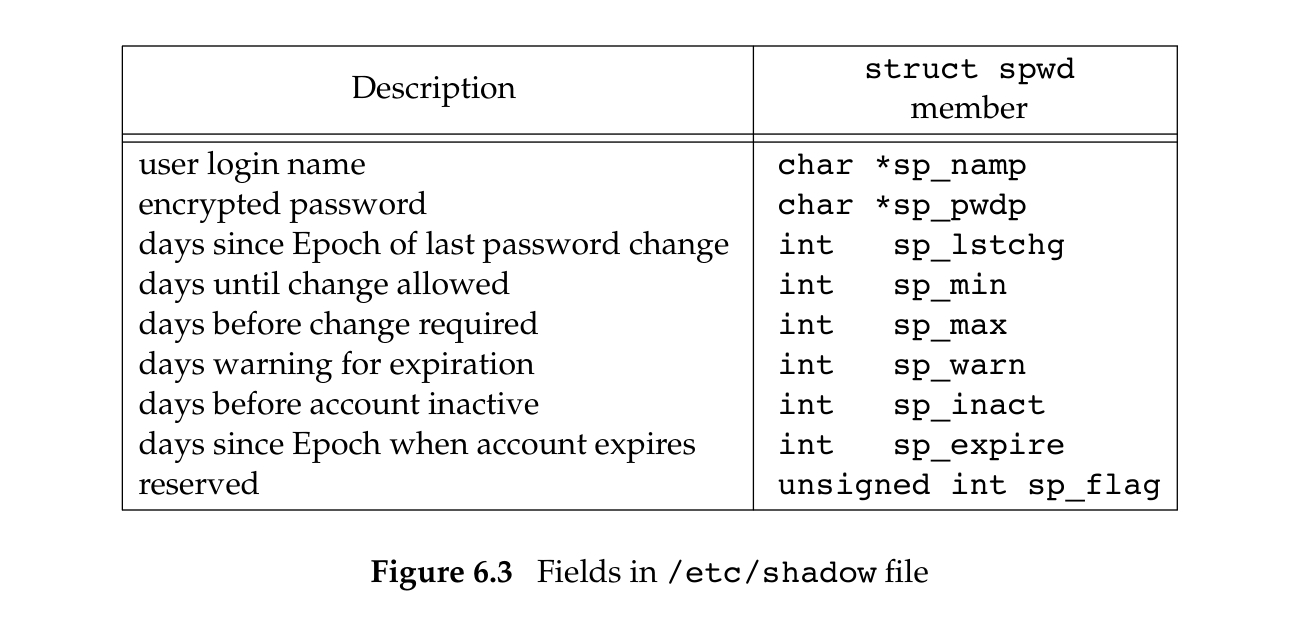 Description struct spwd
member
user login name char *sp_namp
encrypted password char *sp_pwdp
days since Epoch of last password change int sp_lstchg
days until change allowed int sp_min
days before change required int sp_max
days warning for expiration int sp_warn
days before account inactive int sp_inact
days since Epoch when account expires int sp_expire
reserved unsigned int sp_flag
Figure 6.3 Fields in /etc/shadow file